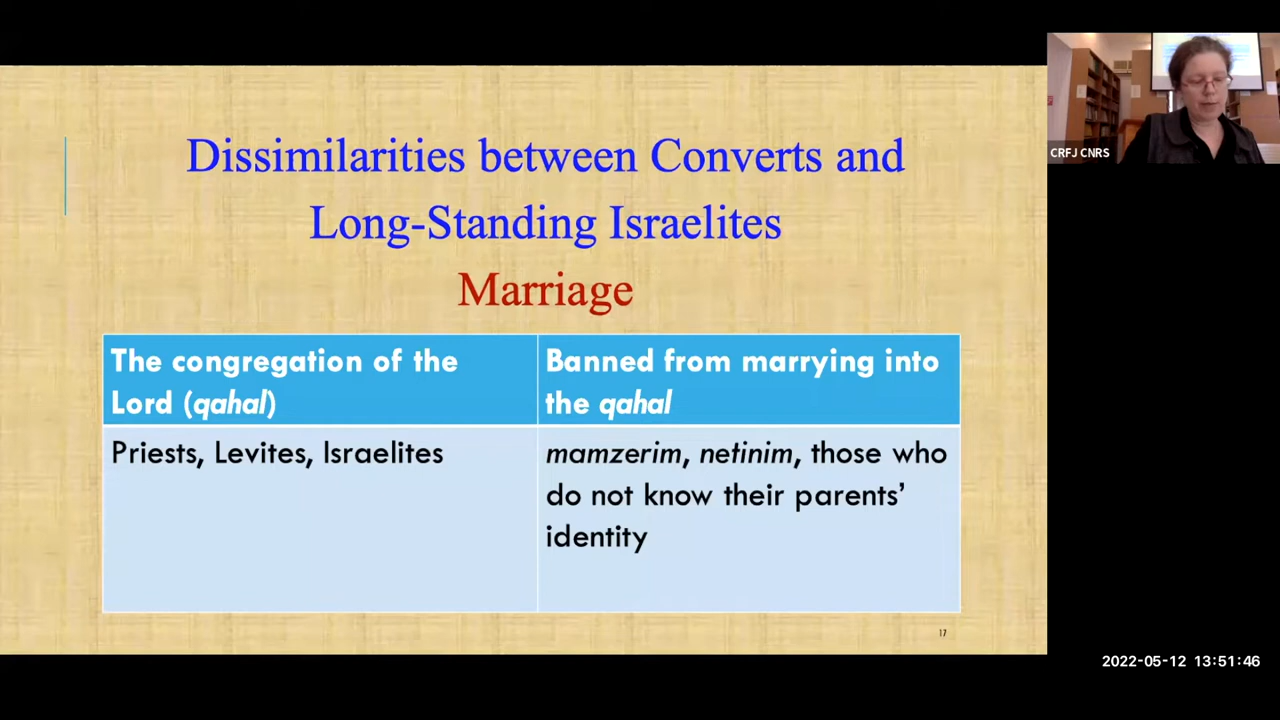 Dissimilarities between Converts and
Long-Standing Israelites
Marriage
The congregation of the
Lord (qahal)
Banned from marrying into
the qahal
Priests, Levites, Israelites
mamzerim, netinim, those who
do not know their parents’
identity
17
CRFJ CNRS
2022-05-12 13:51:46